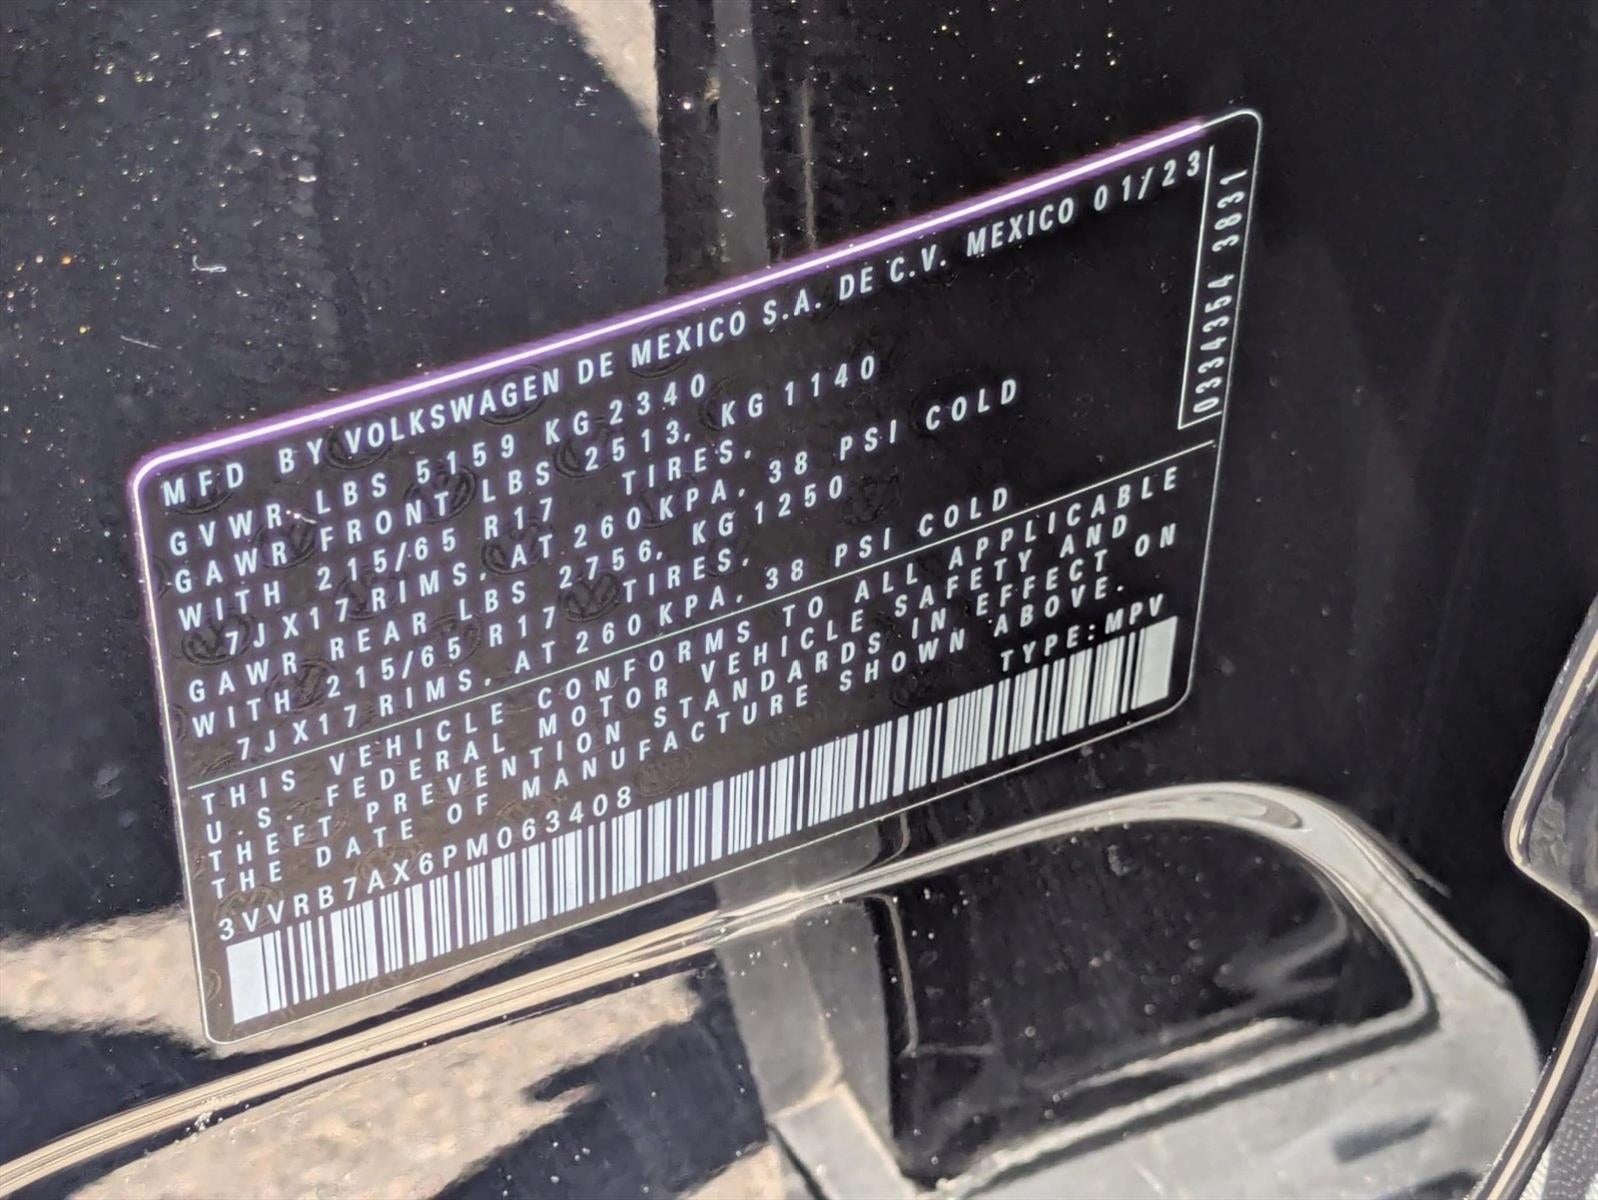 MFD BY VOLKSWAGEN DE MEXICO S.A. DE C.V. MEXICO 01/23
GVWR LBS 5159 KG 2340
GAWR FRONT LBS 2513, KG 1140
WITH 215/65 R17 TIRES,
7JX17 RIMS, AT 260KPA, 38 PSI COLD
GAWR REAR LBS 2756, KG 1250
WITH 215/65 R17 TIRES,
7JX17 RIMS, AT 260KPA, 38 PSI COLD
THIS VEHICLE CONFORMS TO ALL APPLICABLE
U.S. FEDERAL MOTOR VEHICLE SAFETY AND
THEFT PREVENTION STANDARDS IN EFFECT ON
THE DATE OF MANUFACTURE SHOWN ABOVE.
3VVRB7AX6PM063408 TYPE:MPV
0334354 3831